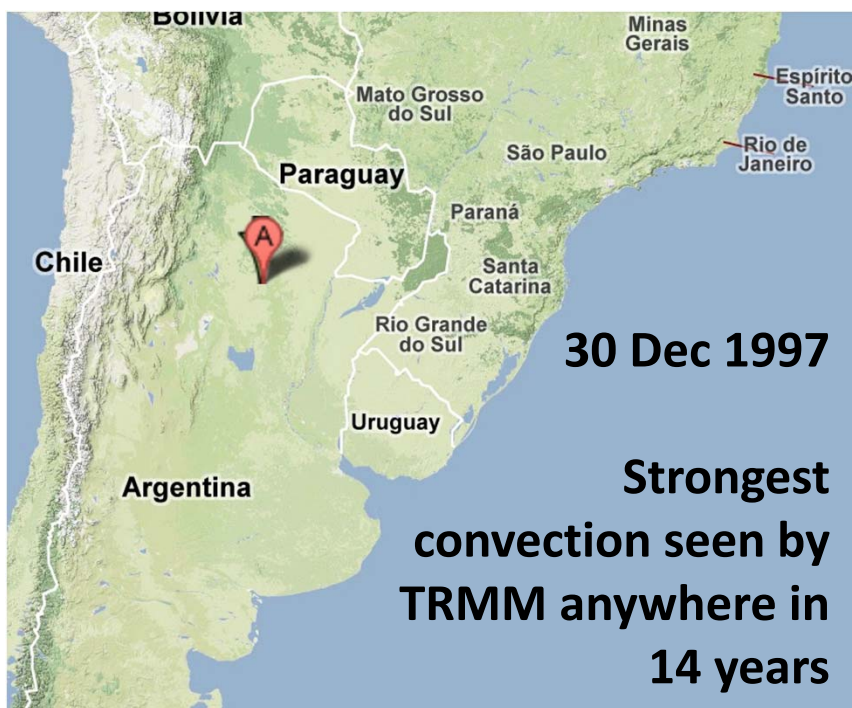 Bolivia
Minas
Gerais
Espírito
Santo
Mato Grosso
do Sul
Rio de
Janeiro
São Paulo
Paraguay
Paraná
A
Chile
Santa
Catarina
Rio Grande
do Sul
30 Dec 1997
Uruguay
Argentina
Strongest
convection seen by
TRMM anywhere in
14 years